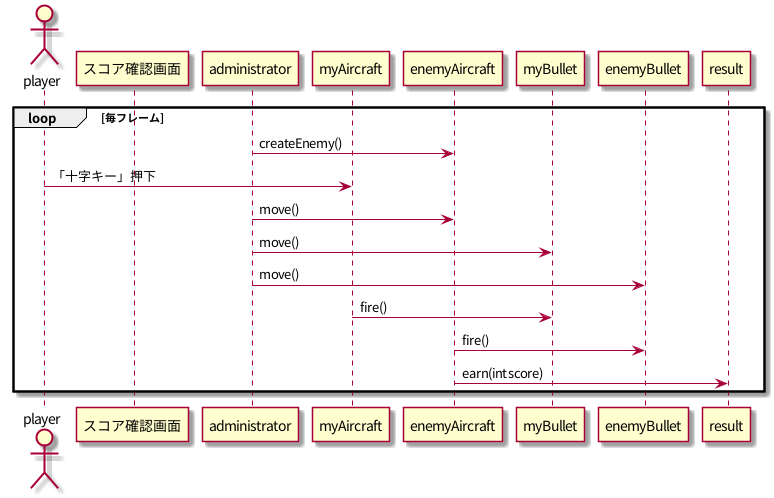 player
スコア確認画面
administrator
myAircraft
enemyAircraft
myBullet
enemyBullet
result
loop
[毎フレーム]
createEnemy()
「十字キー」押下
move()
move()
move()
fire()
fire()
earn(int score)
player
スコア確認画面
administrator
myAircraft
enemyAircraft
myBullet
enemyBullet
result